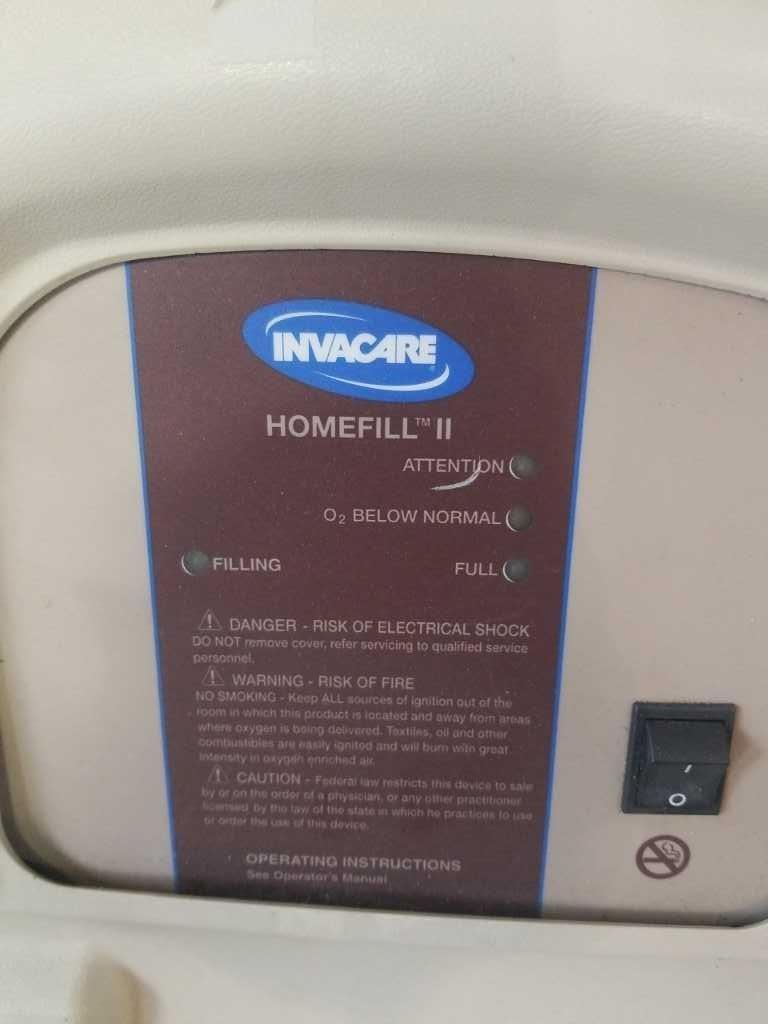 INVACARE
HOMEFILL™ II
ATTENTION
O₂ BELOW NORMAL
FILLING FULL
DANGER - RISK OF ELECTRICAL SHOCK
DO NOT remove cover, refer servicing to qualified service
personnel.
WARNING - RISK OF FIRE
NO SMOKING - Keep ALL sources of ignition out of the
room in which this product is located and away from areas
where oxygen is being delivered. Textiles, oil and other
combustibles are easily ignited and will burn with great
intensity in oxygen enriched air.
CAUTION - Federal law restricts this device to sale
by or on the order of a physician, or any other practitioner
licensed by the law of the state in which he practices to use
or order the use of this device.
OPERATING INSTRUCTIONS
See Operator's Manual
I
O